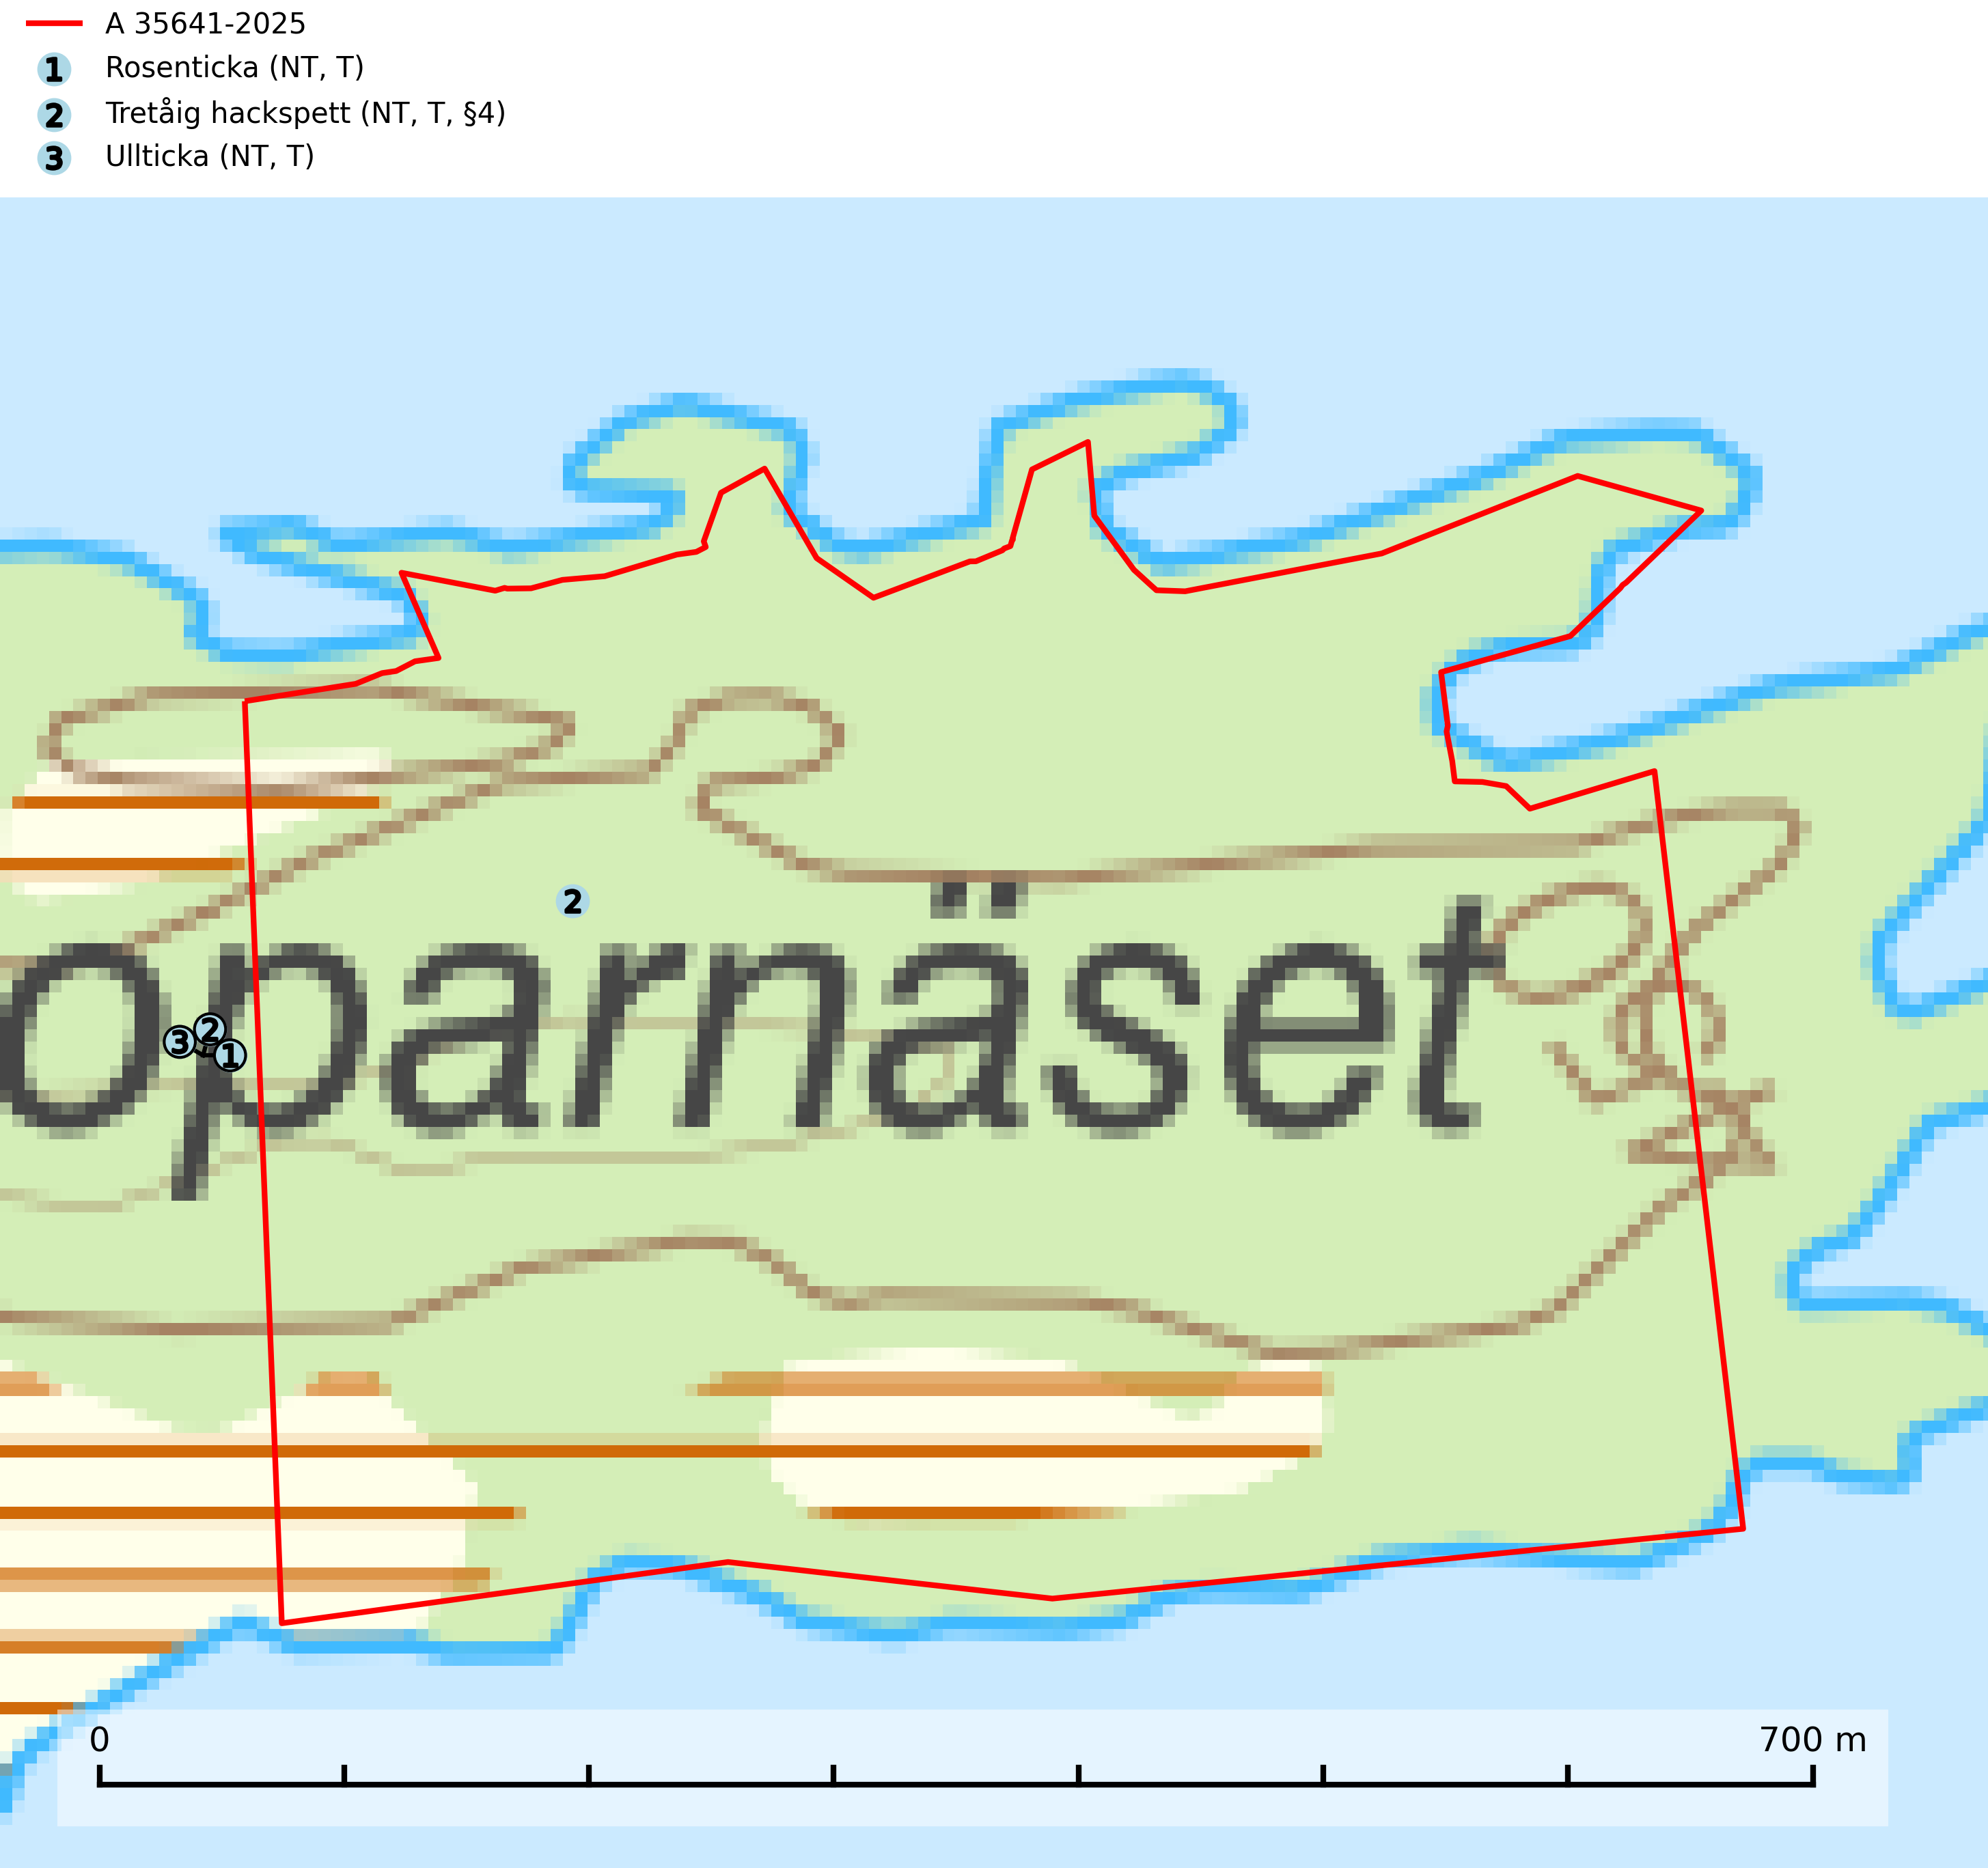 A 35641-2025
1 Rosenticka (NT, T)
2 Tretåig hackspett (NT, T, §4)
3 Ullticka (NT, T)
2
oparnäset
3 2 1
0 700 m